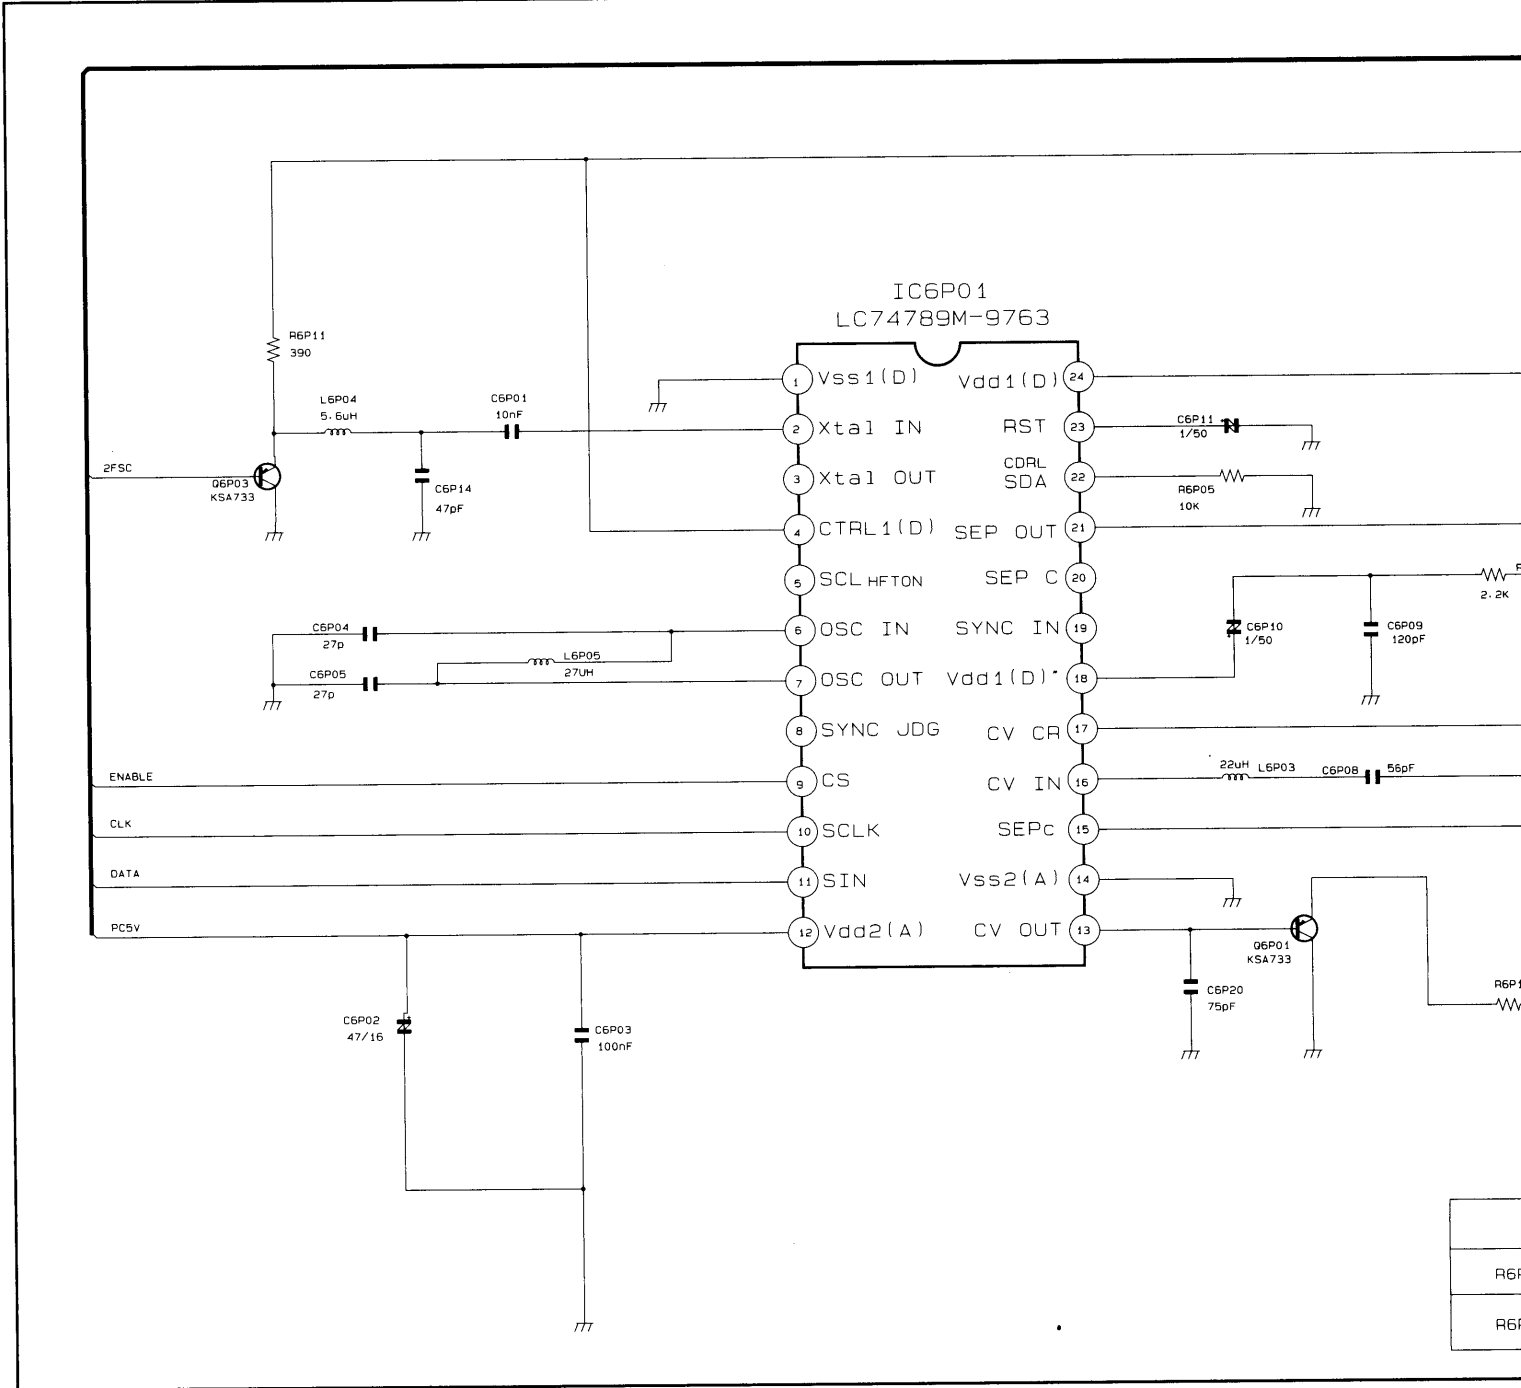 IC6P01
LC74789M-9763
R6P11
390
L6P04
5.6uH
C6P01
10nF
2FSC
Q6P03
KSA733
C6P14
47pF
1 Vss1(D)
2 Xtal IN
3 Xtal OUT
4 CTRL1(D)
5 SCL HFTON
6 OSC IN
7 OSC OUT
8 SYNC JDG
9 CS
10 SCLK
11 SIN
12 Vdd2(A)
Vdd1(D) 24
RST 23
CDRL
SDA 22
SEP OUT 21
SEP C 20
SYNC IN 19
Vdd1(D) 18
CV CR 17
CV IN 16
SEPc 15
Vss2(A) 14
CV OUT 13
C6P11
1/50
R6P05
10K
C6P10
1/50
C6P09
120pF
R
2.2K
C6P04
27p
L6P05
27UH
C6P05
27p
22uH L6P03 C6P08 56pF
ENABLE
CLK
DATA
PC5V
Q6P01
KSA733
C6P20
75pF
R6P1
C6P02
47/16
C6P03
100nF
R6
R6